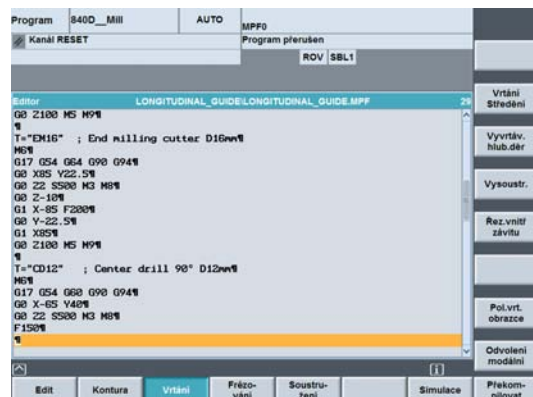 Program 840D__Mill AUTO MPF0
Kanál RESET Program přerušen
ROV SBL1
Editor LONGITUDINAL_GUIDE\LONGITUDINAL_GUIDE.MPF 29
G0 Z100 M5 M9¶
¶
T="EM16" ; End milling cutter D16mm¶
M6¶
G17 G54 G64 G90 G94¶
G0 X85 Y22.5¶
G0 Z2 S500 M3 M8¶
G0 Z-10¶
G1 X-85 F200¶
G0 Y-22.5¶
G1 X85¶
G0 Z100 M5 M9¶
¶
T="CD12" ; Center drill 90° D12mm¶
M6¶
G17 G54 G60 G90 G94¶
G0 X-65 Y40¶
G0 Z2 S500 M3 M8¶
F150¶
¶
Vrtání
Středění
Vyvrtáv.
hlub.děr
Vysoustr.
Řez.vnitř
závitu
Pol.vrt.
obrazce
Odvolení
modální
Edit Kontura Vrtání Frézo-
vání Soustru-
žení Simulace Překom-
pilovat